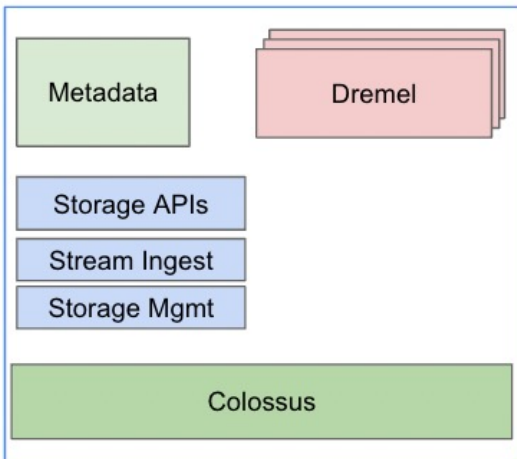 Metadata
Dremel
Storage APIs
Stream Ingest
Storage Mgmt
Colossus